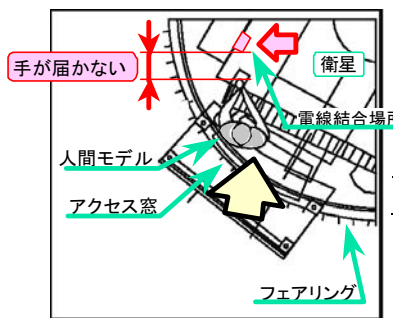 手が届かない
衛星
電線結合場所
人間モデル
アクセス窓
フェアリング